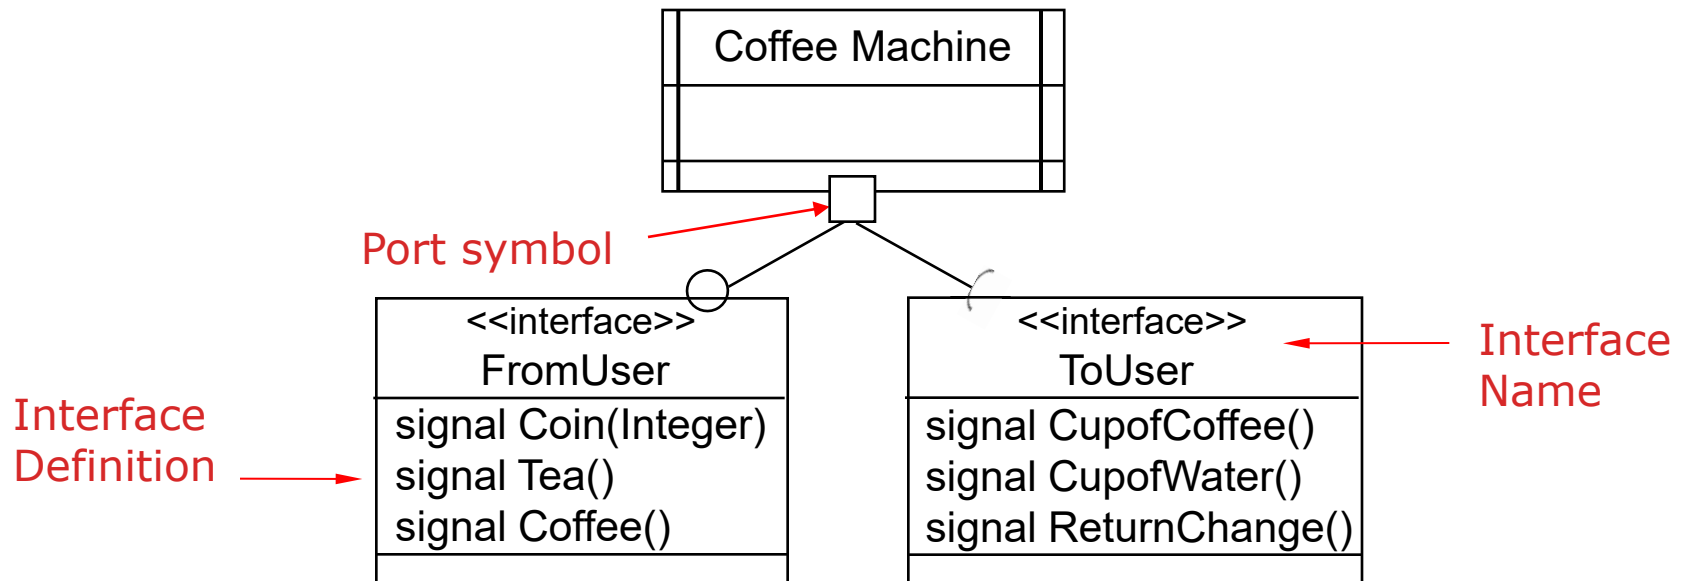 Coffee Machine
Port symbol
<<interface>>
FromUser
signal Coin(Integer)
signal Tea()
signal Coffee()
<<interface>>
ToUser
signal CupofCoffee()
signal CupofWater()
signal ReturnChange()
Interface
Name
Interface
Definition